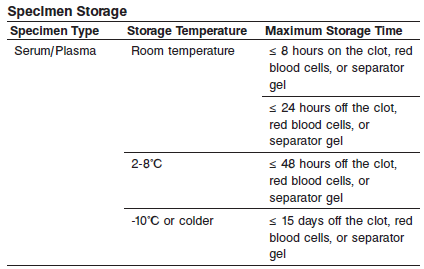 Specimen Storage
Specimen Type Storage Temperature Maximum Storage Time
Serum/Plasma Room temperature ≤ 8 hours on the clot, red
blood cells, or separator
gel
≤ 24 hours off the clot,
red blood cells, or
separator gel
2-8°C ≤ 48 hours off the clot,
red blood cells, or
separator gel
-10°C or colder ≤ 15 days off the clot, red
blood cells, or separator
gel